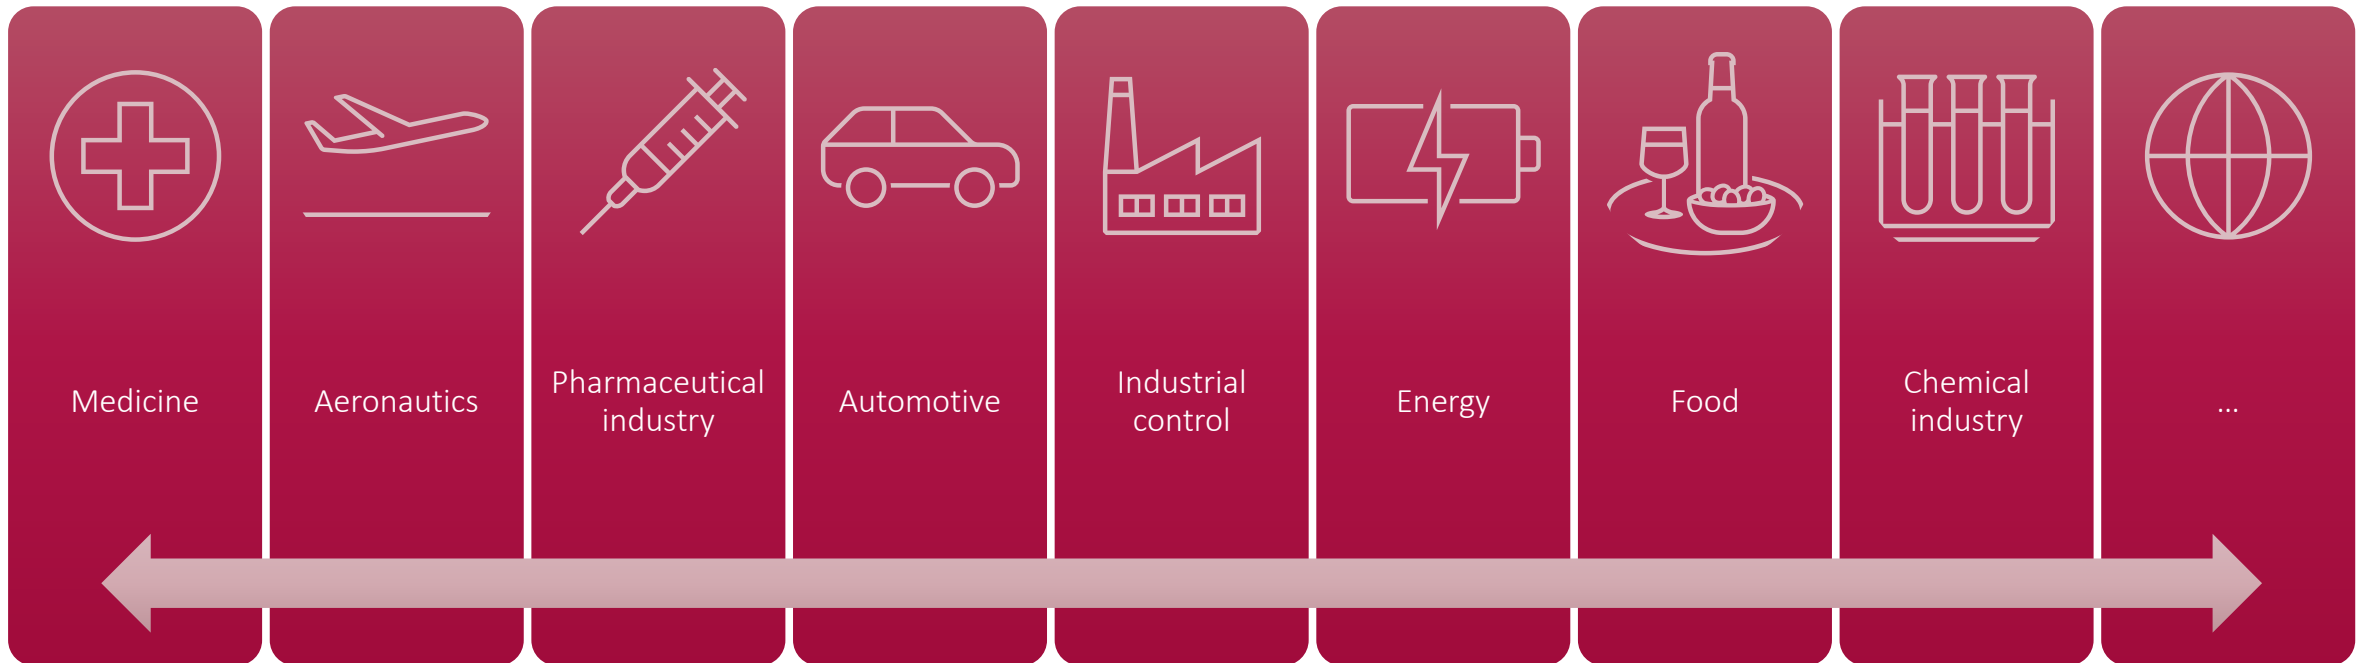 Medicine
Aeronautics
Pharmaceutical
industry
Automotive
Industrial
control
Energy
Food
Chemical
industry
...